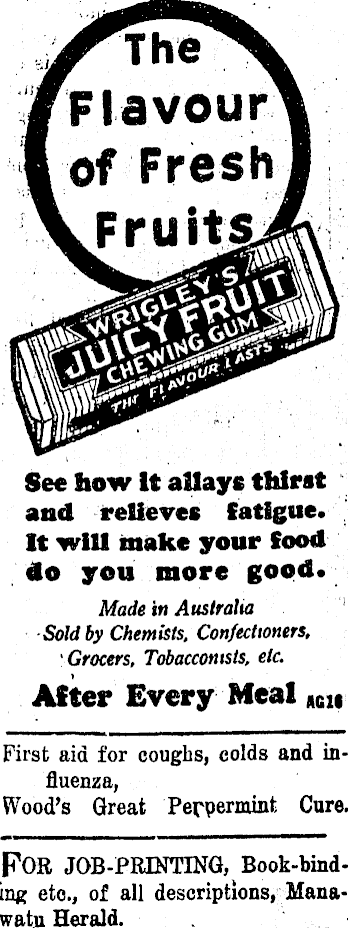 The
Flavour
of Fresh
Fruits
WRIGLEY'S
JUICY FRUIT
CHEWING GUM
THE FLAVOUR LASTS
See how it allays thirst
and relieves fatigue.
It will make your food
do you more good.
Made in Australia
Sold by Chemists, Confectioners,
Grocers, Tobacconists, etc.
After Every Meal AG16
First aid for coughs, colds and in-
fluenza,
Wood's Great Peppermint Cure.
FOR JOB-PRINTING, Book-bind-
ing etc., of all descriptions, Mana-
watu Herald.